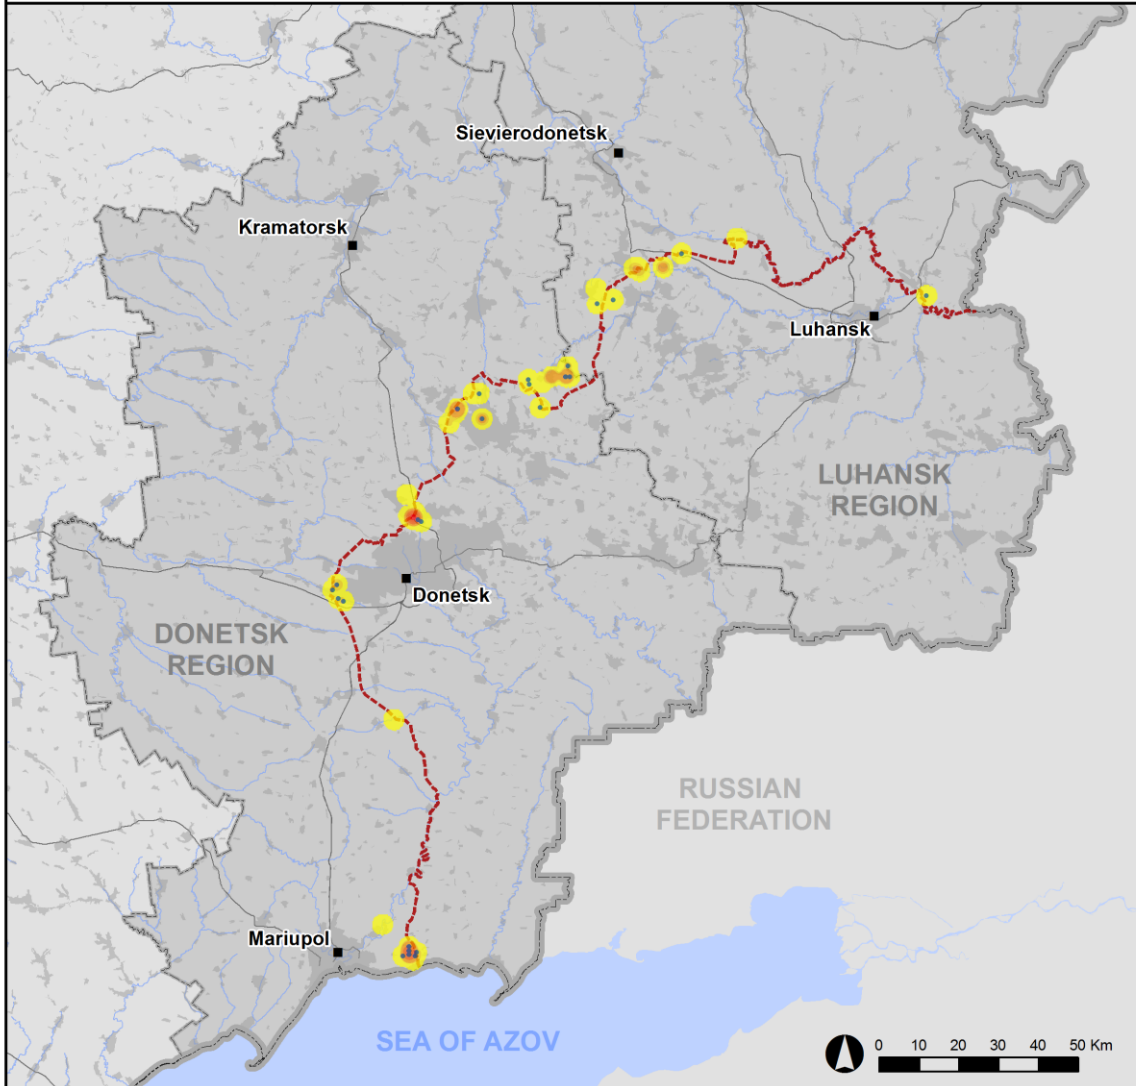 Sievierodonetsk
Kramatorsk
Luhansk
LUHANSK
REGION
Donetsk
DONETSK
REGION
RUSSIAN
FEDERATION
Mariupol
SEA OF AZOV
0 10 20 30 40 50 Km